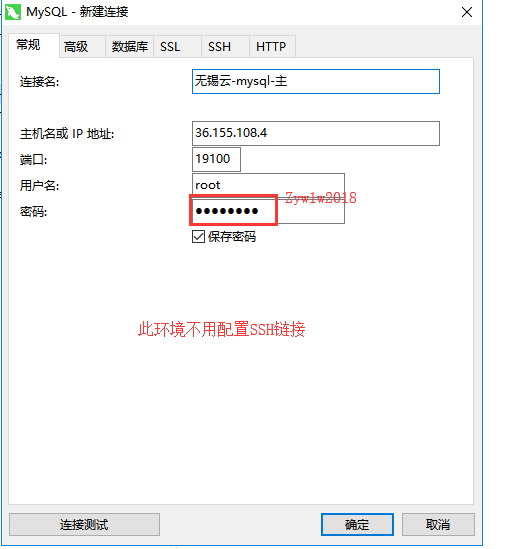 MySQL - 新建连接
常规 高级 数据库 SSL SSH HTTP
连接名: 无锡云-mysql-主
主机名或 IP 地址: 36.155.108.4
端口: 19100
用户名: root
密码: ●●●●●●●● Zyw1w2018
保存密码
此环境不用配置SSH链接
连接测试 确定 取消